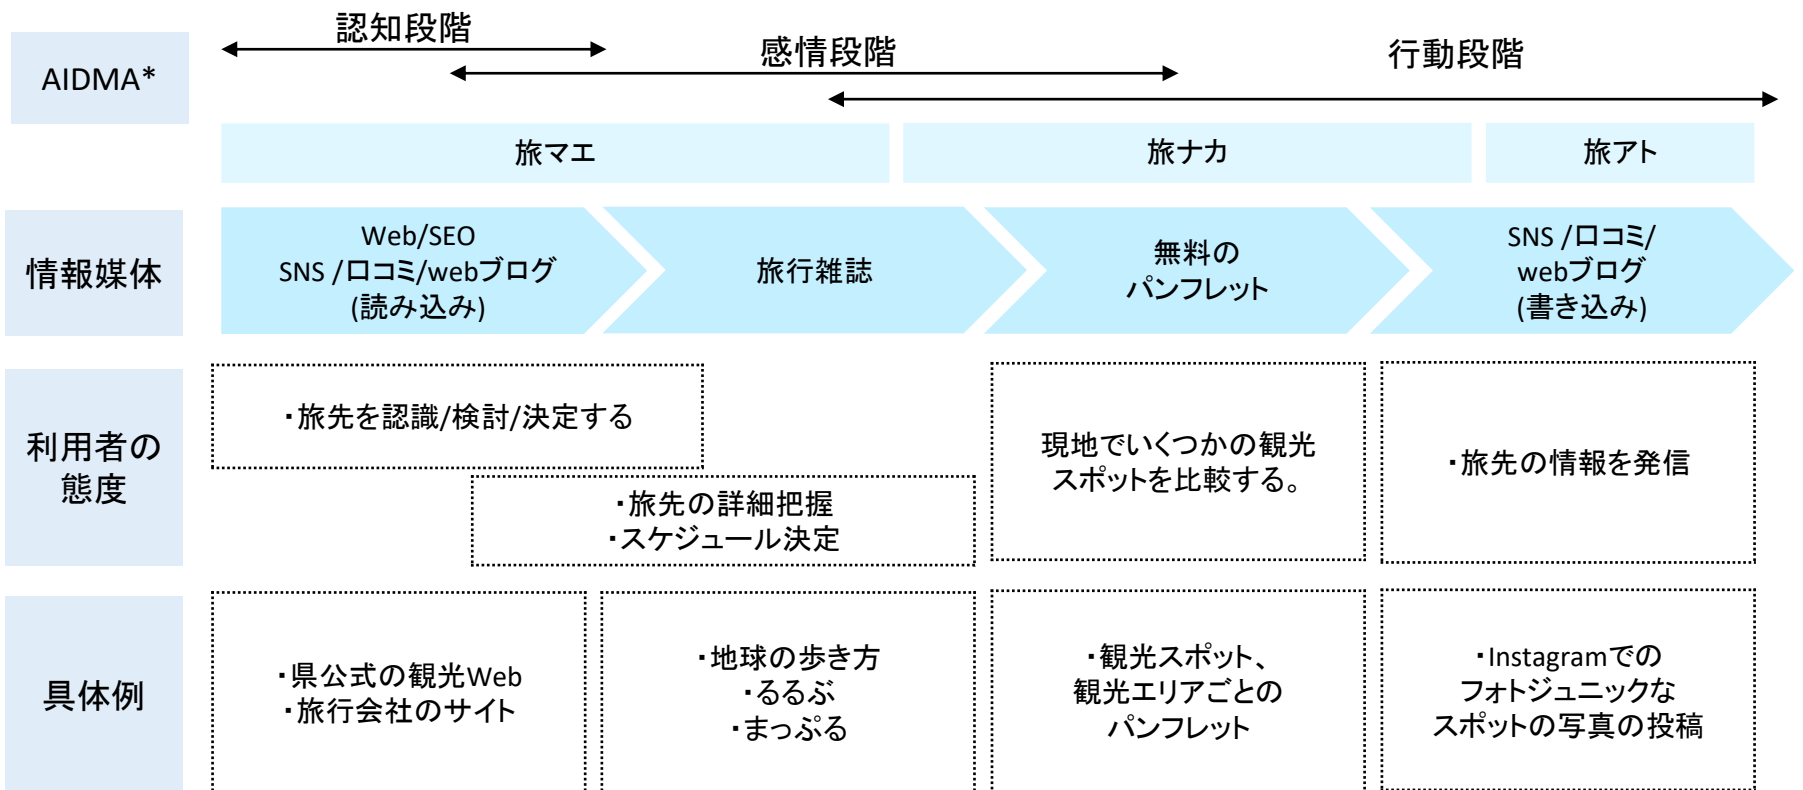 認知段階
感情段階
行動段階
AIDMA*
旅マエ
旅ナカ
旅アト
情報媒体
Web/SEO
SNS /口コミ/webブログ
(読み込み)
旅行雑誌
無料の
パンフレット
SNS /口コミ/
webブログ
(書き込み)
利用者の
態度
・旅先を認識/検討/決定する
・旅先の詳細把握
・スケジュール決定
現地でいくつかの観光
スポットを比較する。
・旅先の情報を発信
具体例
・県公式の観光Web
・旅行会社のサイト
・地球の歩き方
・るるぶ
・まっぷる
・観光スポット、
観光エリアごとの
パンフレット
・Instagramでの
フォトジュニックな
スポットの写真の投稿